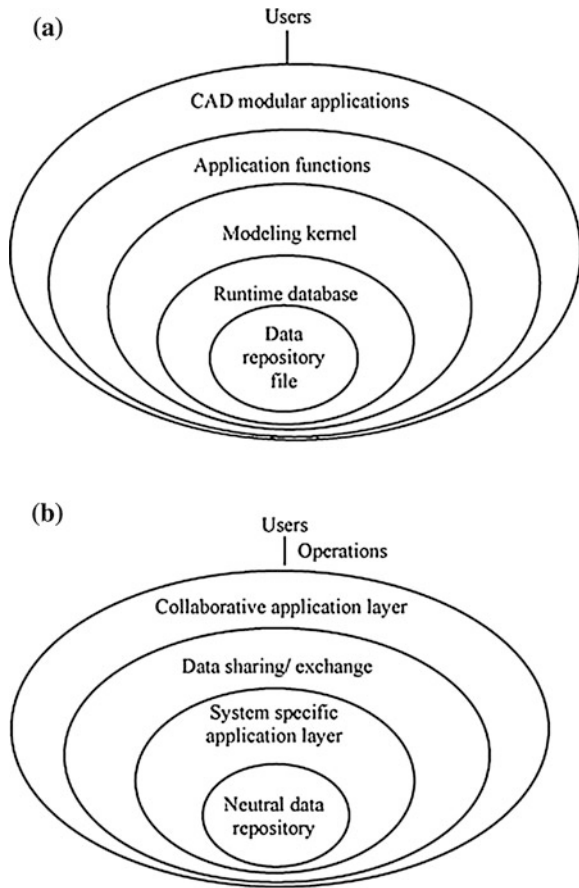 (a)
Users
CAD modular applications
Application functions
Modeling kernel
Runtime database
Data
repository
file
(b)
Users
Operations
Collaborative application layer
Data sharing/ exchange
System specific
application layer
Neutral data
repository